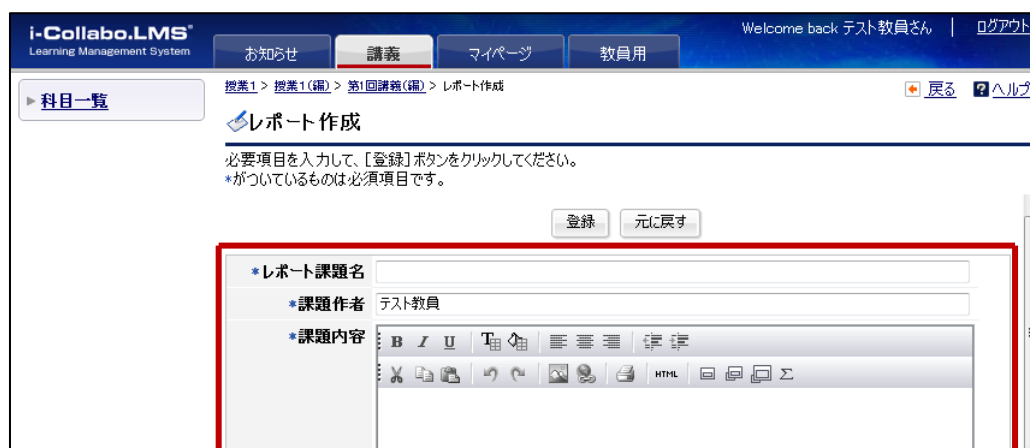 i-Collabo.LMS
Learning Management System
Welcome back テスト教員さん | ログアウト
お知らせ 講義 マイページ 教員用
科目一覧
授業1 > 授業1(編) > 第1回講義(編) > レポート作成
戻る ? ヘルプ
レポート作成
必要項目を入力して、[登録]ボタンをクリックしてください。
*がついているものは必須項目です。
登録 元に戻す
*レポート課題名
*課題作者 テスト教員
*課題内容
B I U T
HTML Σ